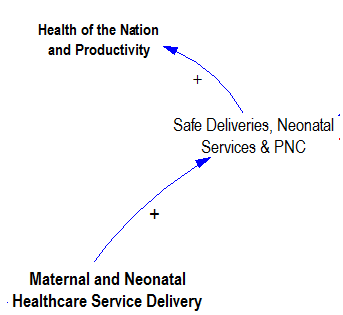 Health of the Nation
and Productivity
+
Safe Deliveries, Neonatal
Services & PNC
+
Maternal and Neonatal
Healthcare Service Delivery